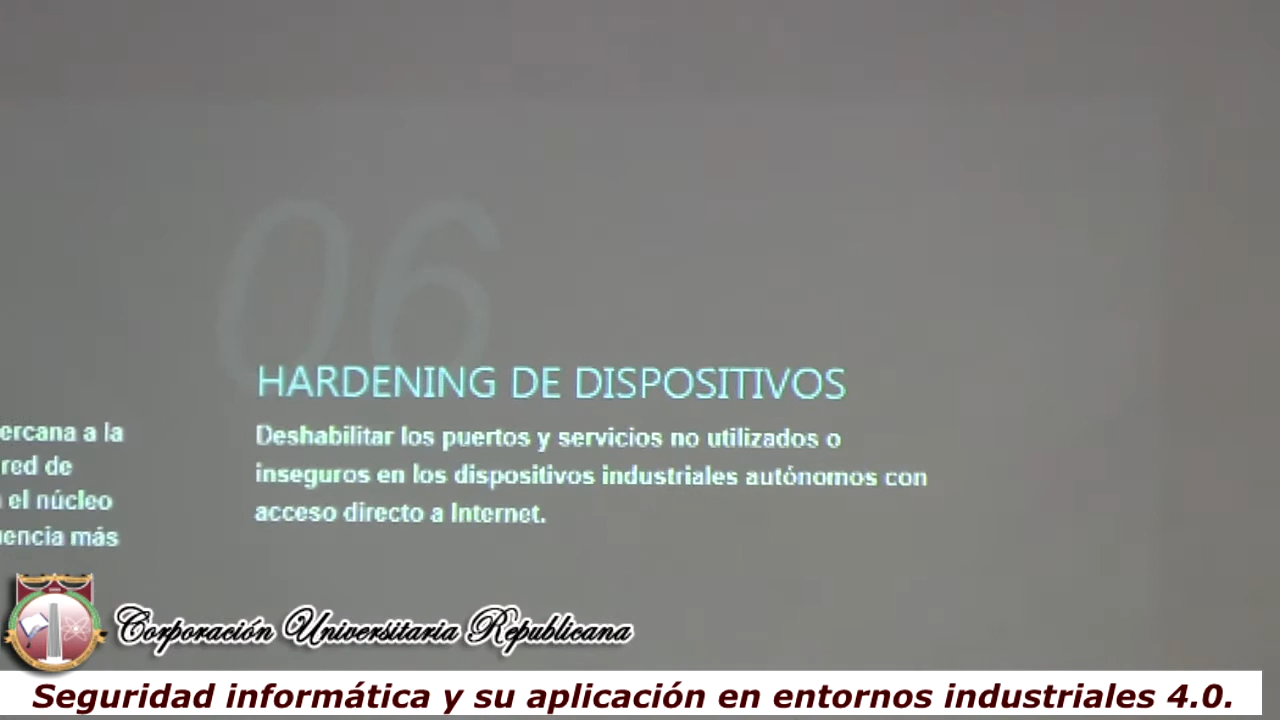 06
HARDENING DE DISPOSITIVOS
Deshabilitar los puertos y servicios no utilizados o
inseguros en los dispositivos industriales autónomos con
acceso directo a Internet.
a la
red de
el núcleo
más
Corporación Universitaria Republicana
Seguridad informática y su aplicación en entornos industriales 4.0.